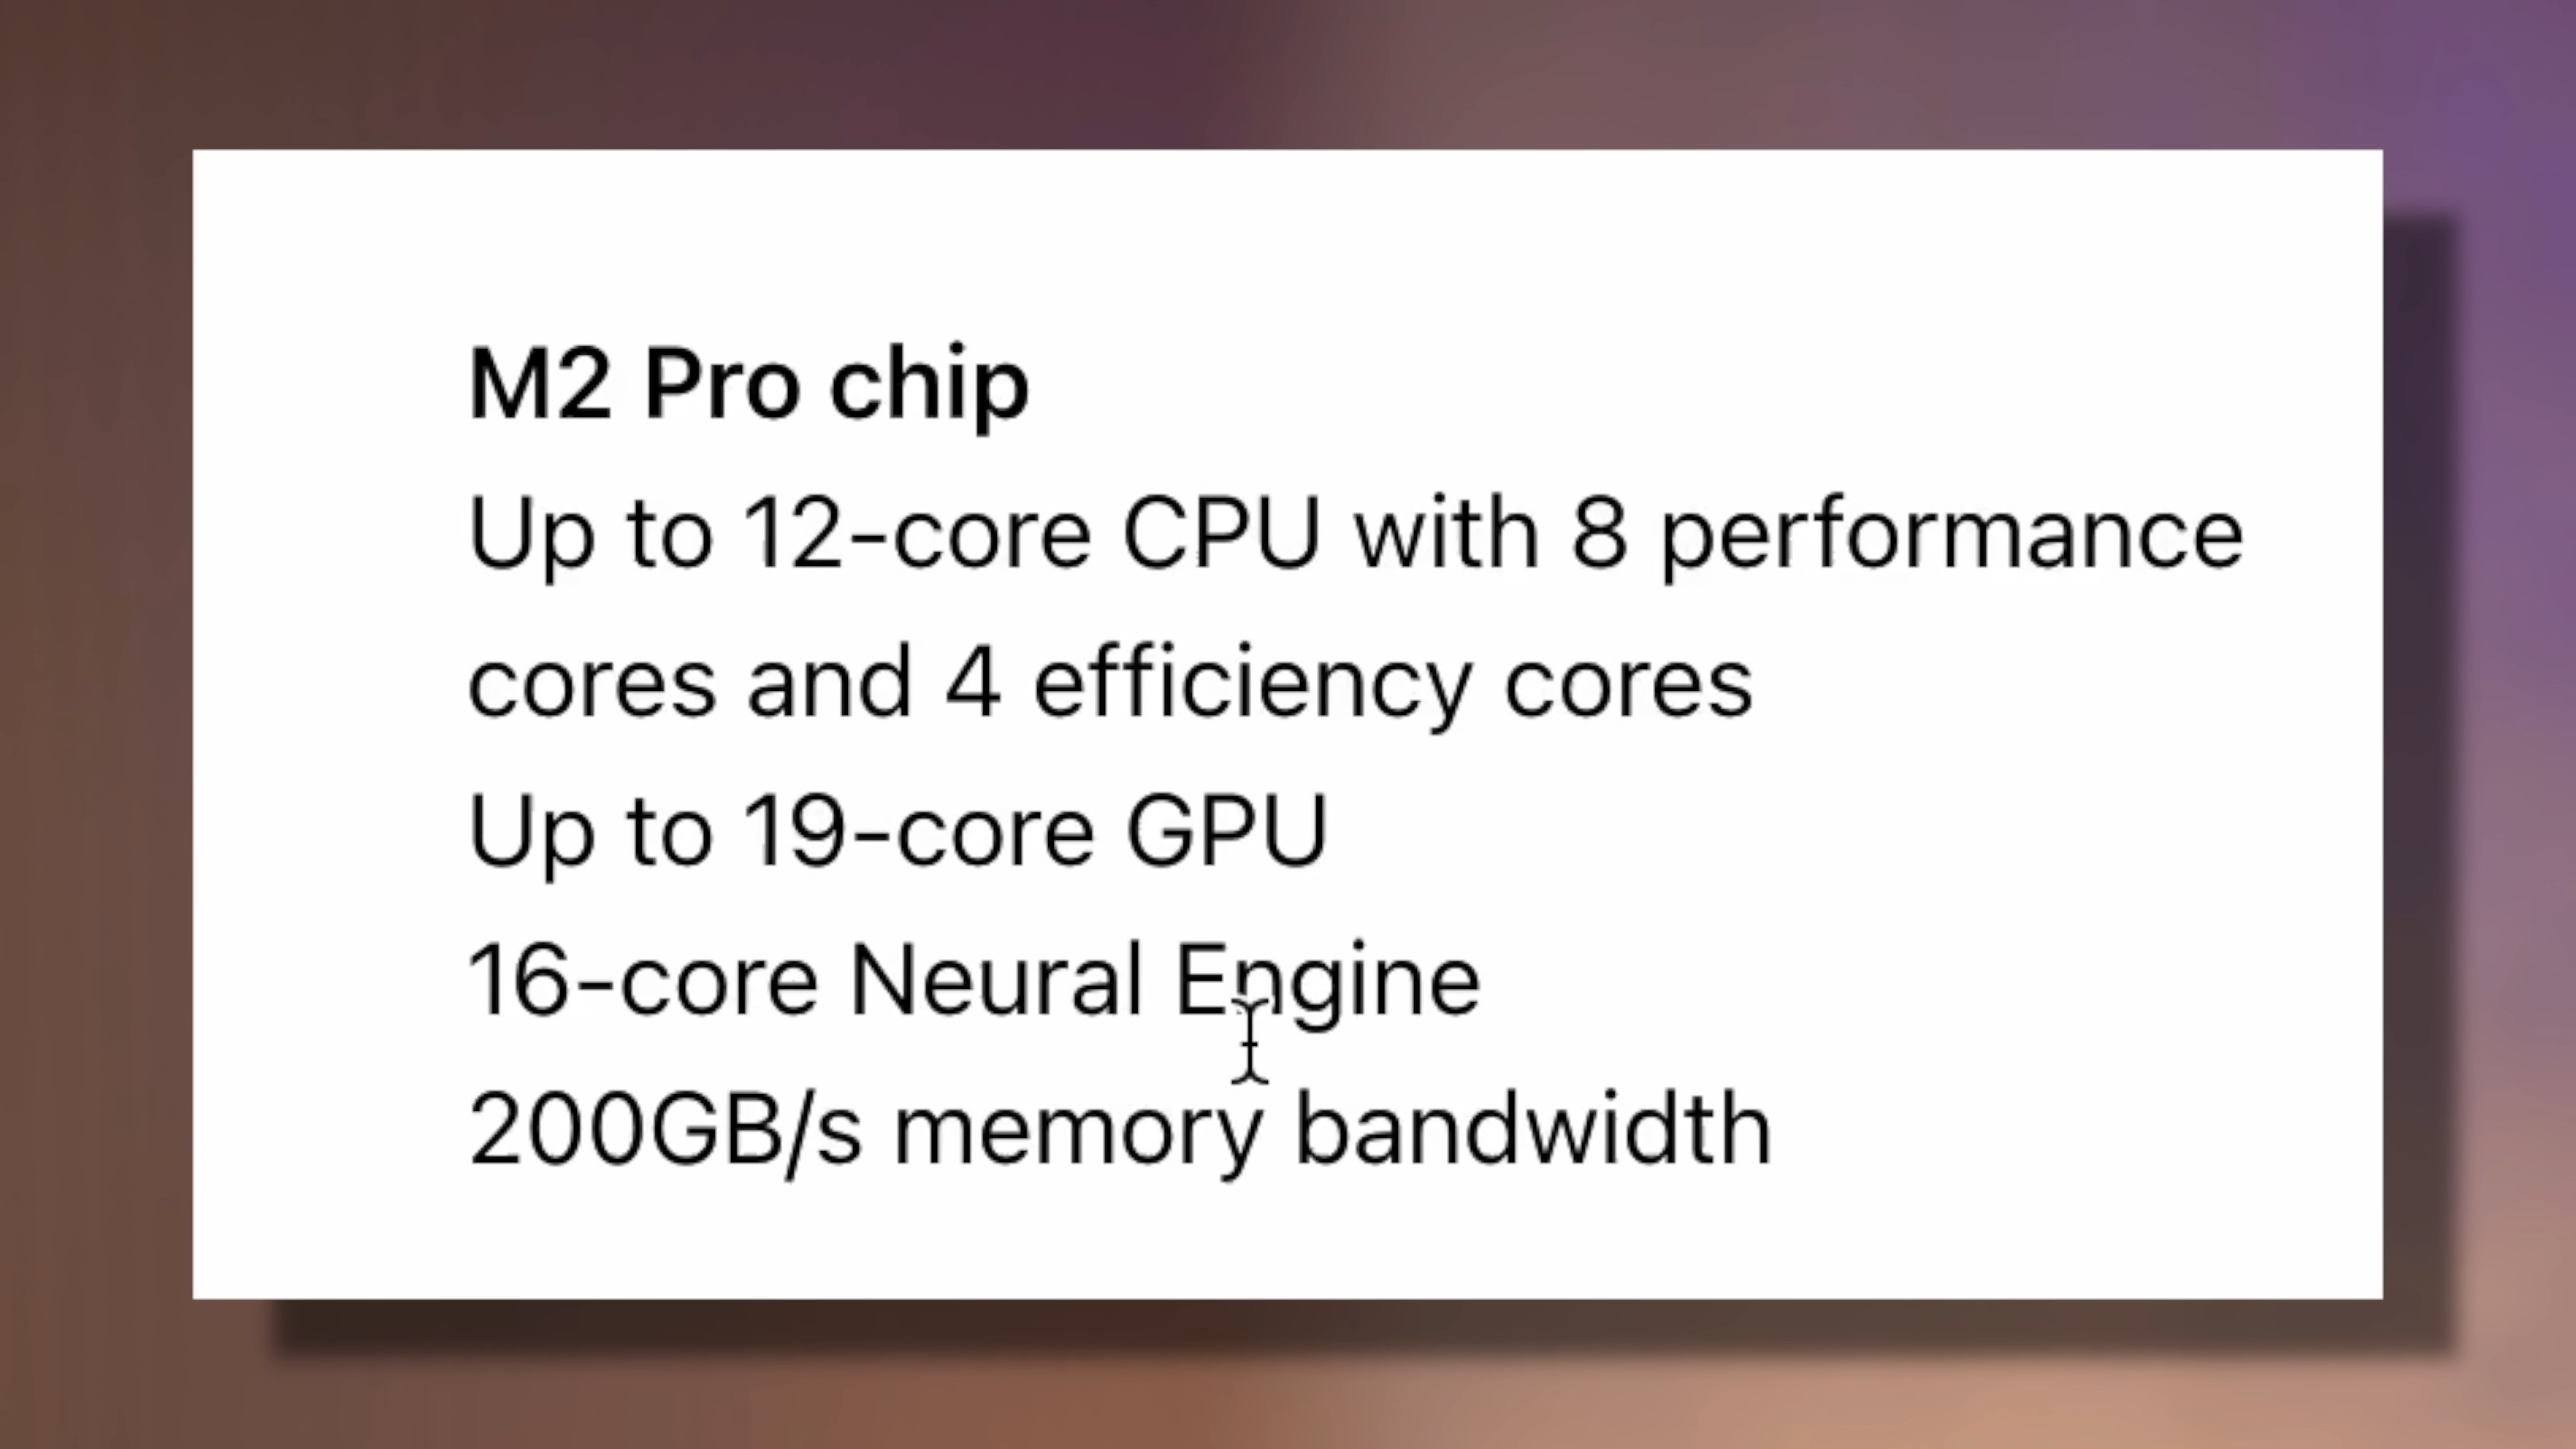 M2 Pro chip
Up to 12-core CPU with 8 performance
cores and 4 efficiency cores
Up to 19-core GPU
16-core Neural Engine
200GB/s memory bandwidth